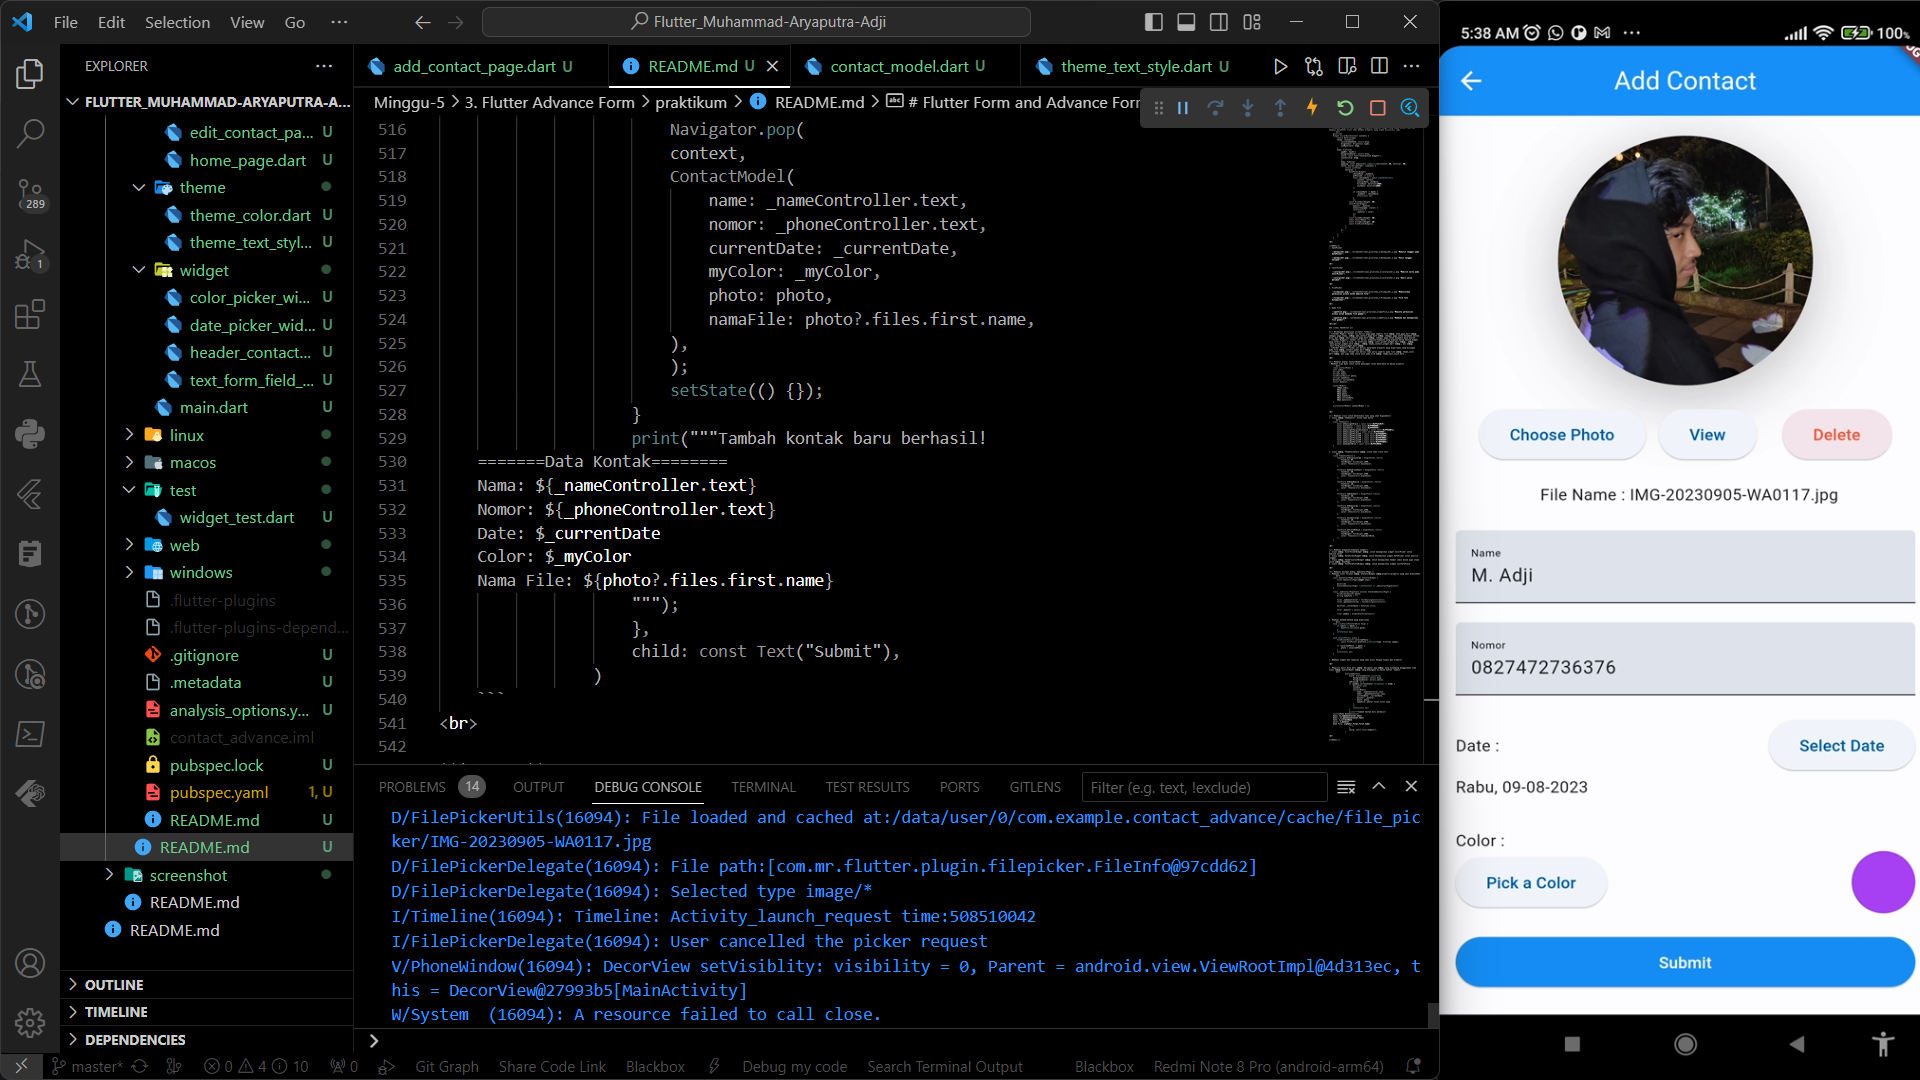 File Edit Selection View Go ···
Flutter_Muhammad-Aryaputra-Adji
EXPLORER ···
FLUTTER_MUHAMMAD-ARYAPUTRA-A...
edit_contact_pa... U
home_page.dart U
theme
theme_color.dart U
theme_text_styl... U
widget
color_picker_wi... U
date_picker_wid... U
header_contact... U
text_form_field_... U
main.dart U
linux
macos
test
widget_test.dart U
web
windows
.flutter-plugins
.flutter-plugins-depend...
.gitignore U
.metadata U
analysis_options.y... U
contact_advance.iml
pubspec.lock U
pubspec.yaml 1, U
README.md U
README.md U
screenshot
README.md
README.md
OUTLINE
TIMELINE
DEPENDENCIES
289
1
add_contact_page.dart U
README.md U
contact_model.dart U
theme_text_style.dart U
Minggu-5 > 3. Flutter Advance Form > praktikum > README.md > # Flutter Form and Advance Forr
516 Navigator.pop(
517 context,
518 ContactModel(
519 name: _nameController.text,
520 nomor: _phoneController.text,
521 currentDate: _currentDate,
522 myColor: _myColor,
523 photo: photo,
524 namaFile: photo?.files.first.name,
525 ),
526 );
527 setState(() {});
528 }
529 print("""Tambah kontak baru berhasil!
530 =======Data Kontak========
531 Nama: ${_nameController.text}
532 Nomor: ${_phoneController.text}
533 Date: $_currentDate
534 Color: $_myColor
535 Nama File: ${photo?.files.first.name}
536 """);
537 },
538 child: const Text("Submit"),
539 )
540 ```
541 <br>
542
PROBLEMS 14 OUTPUT DEBUG CONSOLE TERMINAL TEST RESULTS PORTS GITLENS Filter (e.g. text, !exclude)
D/FilePickerUtils(16094): File loaded and cached at:/data/user/0/com.example.contact_advance/cache/file_pic
ker/IMG-20230905-WA0117.jpg
D/FilePickerDelegate(16094): File path:[com.mr.flutter.plugin.filepicker.FileInfo@97cdd62]
D/FilePickerDelegate(16094): Selected type image/*
I/Timeline(16094): Timeline: Activity_launch_request time:508510042
I/FilePickerDelegate(16094): User cancelled the picker request
V/PhoneWindow(16094): DecorView setVisiblity: visibility = 0, Parent = android.view.ViewRootImpl@4d313ec, t
his = DecorView@27993b5[MainActivity]
W/System  (16094): A resource failed to call close.
master* 0 4 10 0 Git Graph Share Code Link Blackbox Debug my code Search Terminal Output Blackbox Redmi Note 8 Pro (android-arm64)
5:38 AM ··· 100%
Add Contact
Choose Photo View Delete
File Name : IMG-20230905-WA0117.jpg
Name
M. Adji
Nomor
0827472736376
Date :
Select Date
Rabu, 09-08-2023
Color :
Pick a Color
Submit